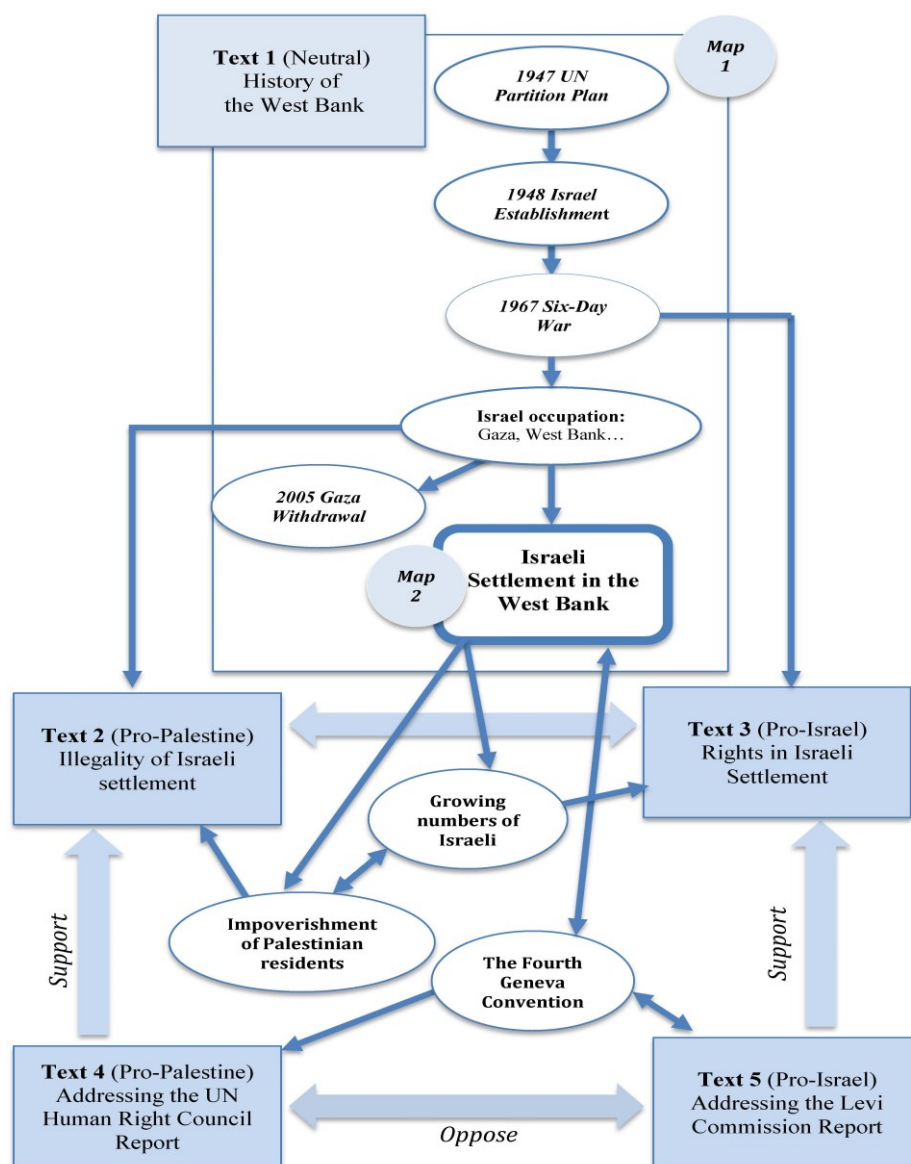 Text 1 (Neutral)
History of
the West Bank
Map
1
1947 UN
Partition Plan
1948 Israel
Establishment
1967 Six-Day
War
Israel occupation:
Gaza, West Bank…
2005 Gaza
Withdrawal
Map
2
Israeli
Settlement in the
West Bank
Text 2 (Pro-Palestine)
Illegality of Israeli
settlement
Text 3 (Pro-Israel)
Rights in Israeli
Settlement
Growing
numbers of
Israeli
Impoverishment
of Palestinian
residents
The Fourth
Geneva
Convention
Support
Support
Text 4 (Pro-Palestine)
Addressing the UN
Human Right Council
Report
Oppose
Text 5 (Pro-Israel)
Addressing the Levi
Commission Report